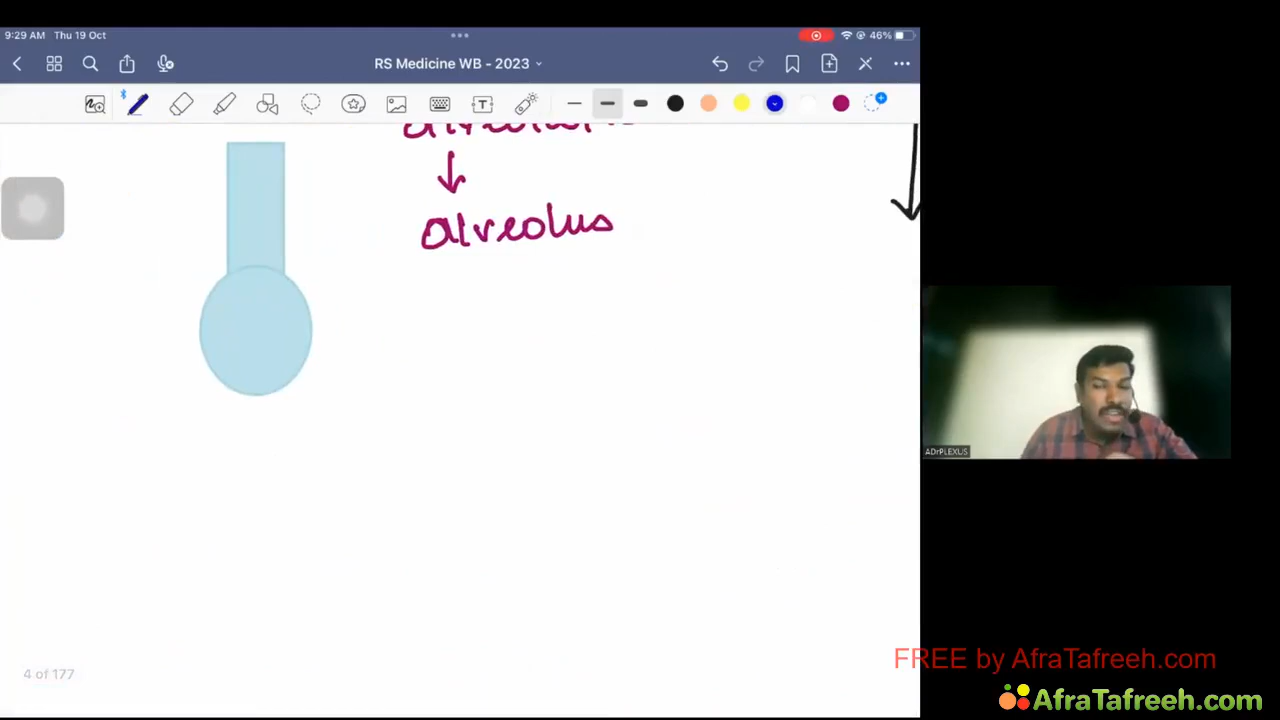 9:29 AM Thu 19 Oct
46%
RS Medicine WB - 2023
T
alveolus
ADrPLEXUS
4 of 177
FREE by AfraTafreeh.com
AfraTafreeh.com